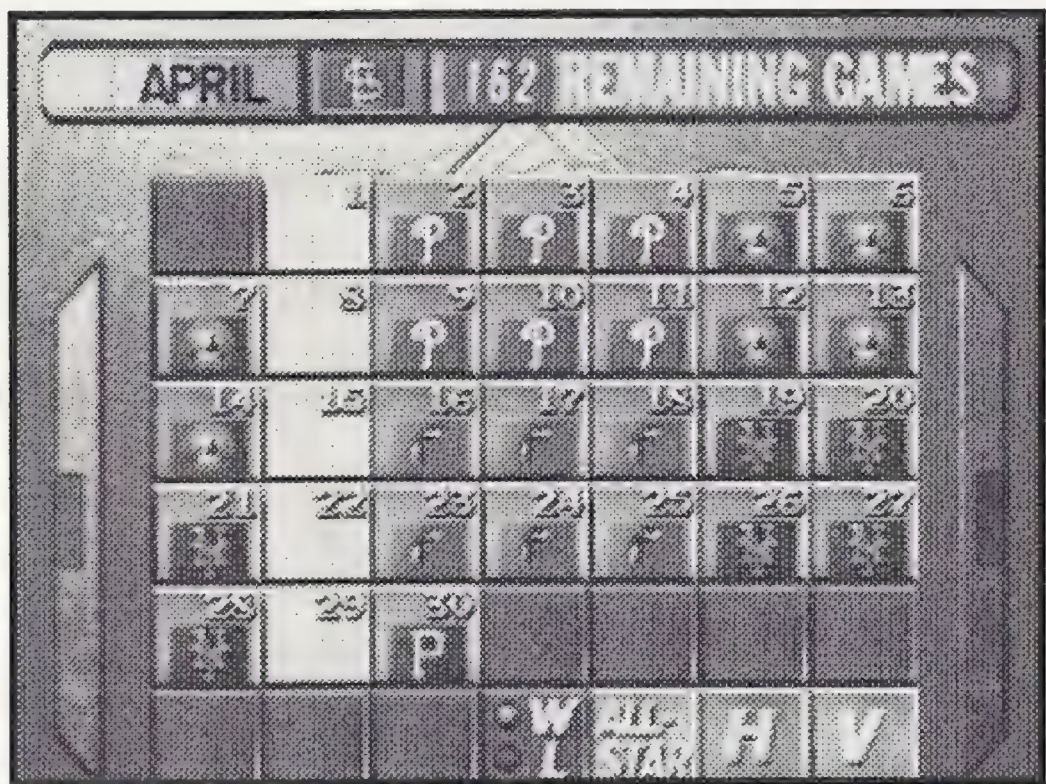 APRIL 162 REMAINING GAMES
1 2 3 4 5 6
7 8 9 10 11 12 13
14 15 16 17 18 19 20
21 22 23 24 25 26 27
28 29 30
P
W ALL- H V
L STAR